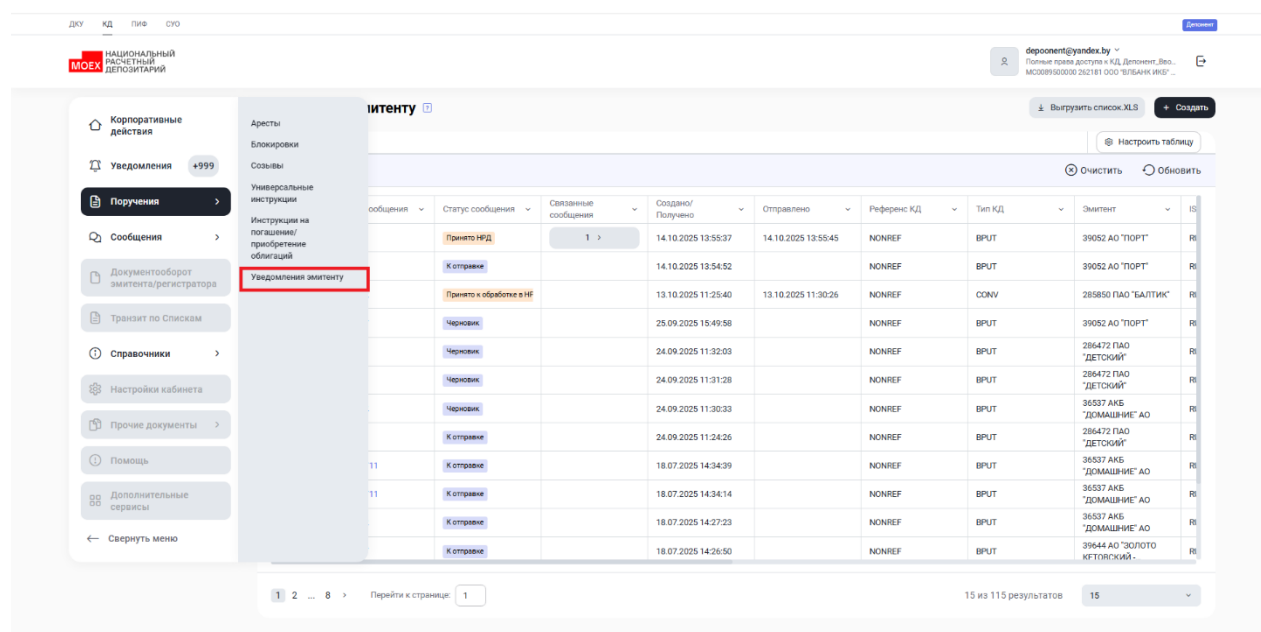 ДКУ КД ПИФ СУО
Депонент
MOEX НАЦИОНАЛЬНЫЙ
РАСЧЕТНЫЙ
ДЕПОЗИТАРИЙ
depoonent@yandex.by
Полные права доступа к КД, Депонент_Вво...
MC0089500000 262181 ООО "ВЛБАНК ИКБ" ...
Корпоративные
действия
Уведомления +999
Поручения
Сообщения
Документооборот
эмитента/регистратора
Транзит по Спискам
Справочники
Настройки кабинета
Прочие документы
Помощь
Дополнительные
сервисы
Свернуть меню
Аресты
Блокировки
Созывы
Универсальные
инструкции
Инструкции на
погашение/
приобретение
облигаций
Уведомления эмитенту
митенту ?
Выгрузить список.XLS
+ Создать
Настроить таблицу
Очистить Обновить
ообщения Статус сообщения Связанные
сообщения Создано/
Получено Отправлено Референс КД Тип КД Эмитент IS
Принято НРД 1 14.10.2025 13:55:37 14.10.2025 13:55:45 NONREF BPUT 39052 АО "ПОРТ"
К отправке 14.10.2025 13:54:52 NONREF BPUT 39052 АО "ПОРТ"
Принято к обработке в НР 13.10.2025 11:25:40 13.10.2025 11:30:26 NONREF CONV 285850 ПАО "БАЛТИК"
Черновик 25.09.2025 15:49:58 NONREF BPUT 39052 АО "ПОРТ"
Черновик 24.09.2025 11:32:03 NONREF BPUT 286472 ПАО
"ДЕТСКИЙ"
Черновик 24.09.2025 11:31:28 NONREF BPUT 286472 ПАО
"ДЕТСКИЙ"
Черновик 24.09.2025 11:30:33 NONREF BPUT 36537 АКБ
"ДОМАШНИЕ" АО
К отправке 24.09.2025 11:24:26 NONREF BPUT 286472 ПАО
"ДЕТСКИЙ"
11 К отправке 18.07.2025 14:34:39 NONREF BPUT 36537 АКБ
"ДОМАШНИЕ" АО
11 К отправке 18.07.2025 14:34:14 NONREF BPUT 36537 АКБ
"ДОМАШНИЕ" АО
К отправке 18.07.2025 14:27:23 NONREF BPUT 36537 АКБ
"ДОМАШНИЕ" АО
К отправке 18.07.2025 14:26:50 NONREF BPUT 39644 АО "ЗОЛОТО
КЕТОВСКИЙ -
1 2 ... 8 Перейти к странице: 1
15 из 115 результатов 15